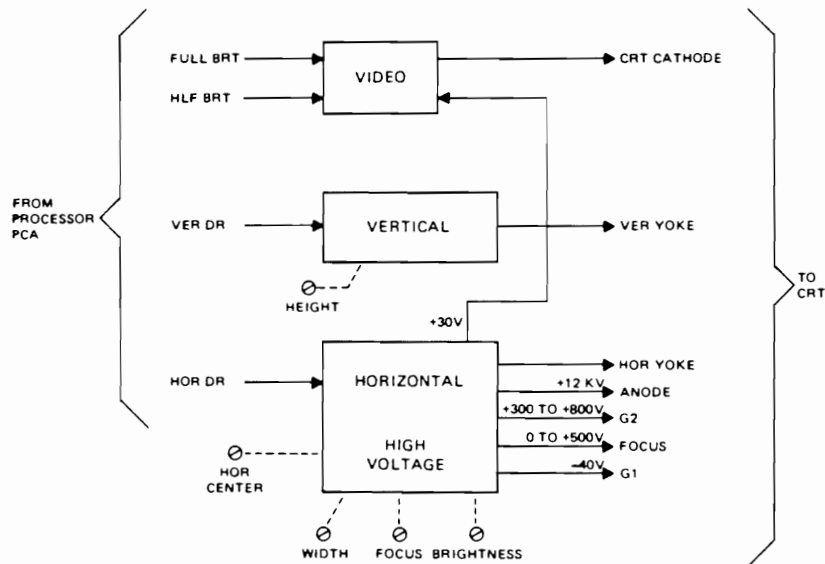 FULL BRT
HLF BRT
VIDEO
CRT CATHODE
FROM
PROCESSOR
PCA
VER DR
VERTICAL
VER YOKE
HEIGHT
TO
CRT
+30V
HOR DR
HORIZONTAL
HIGH
VOLTAGE
HOR YOKE
+12 KV
ANODE
+300 TO +800V
G2
0 TO +500V
FOCUS
-40V
G1
HOR
CENTER
WIDTH
FOCUS
BRIGHTNESS